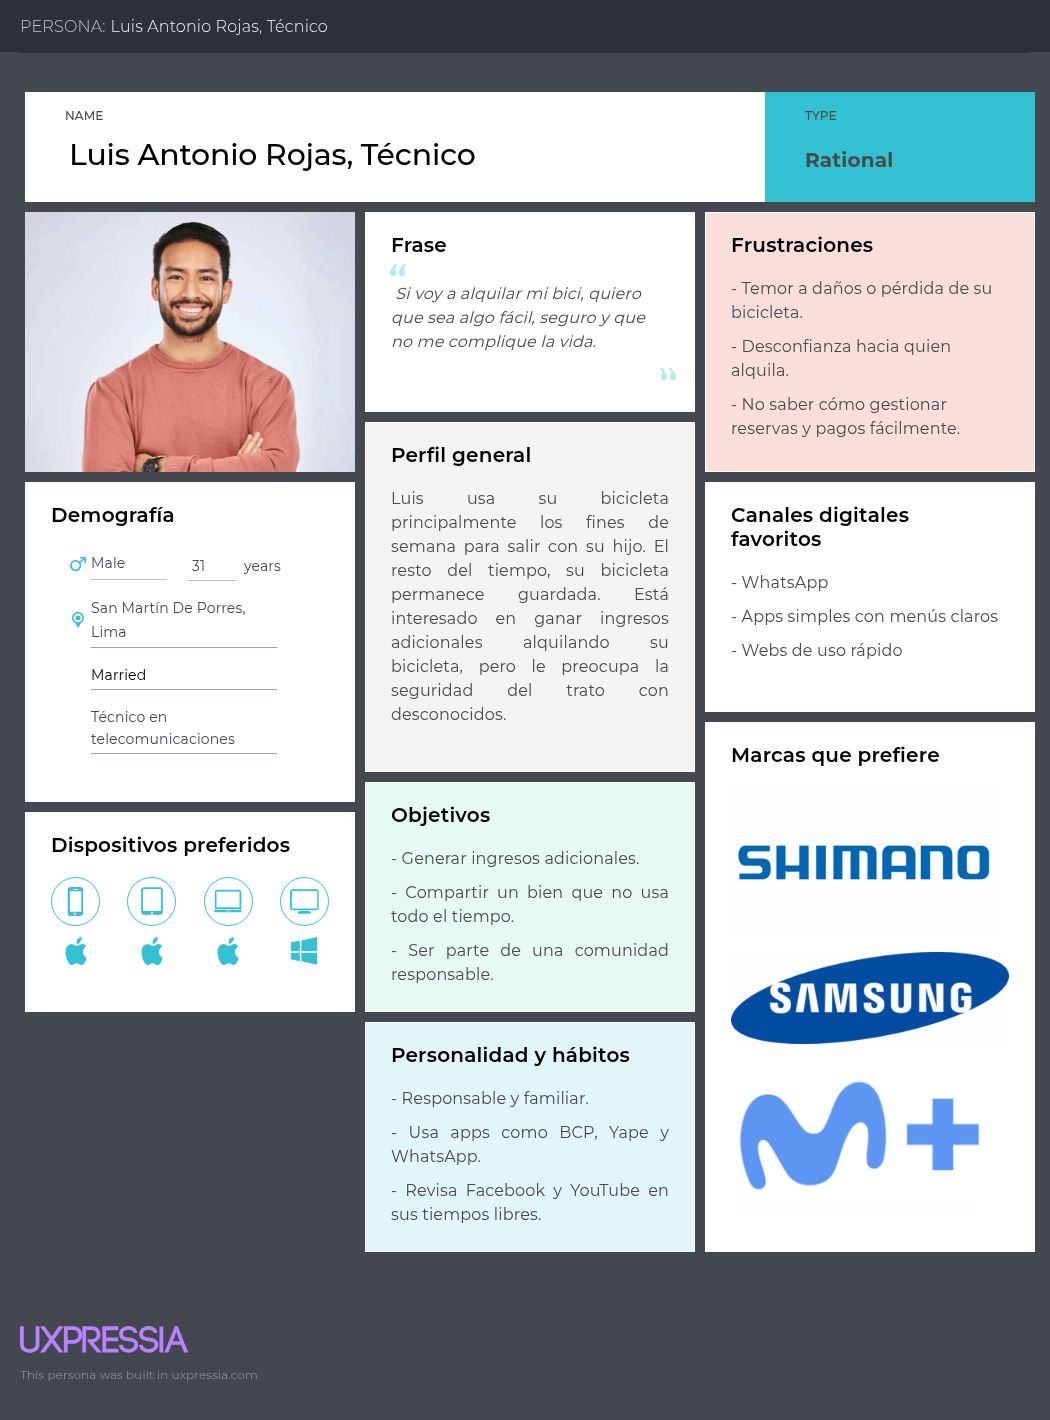 PERSONA: Luis Antonio Rojas, Técnico
NAME
Luis Antonio Rojas, Técnico
TYPE
Rational
Demografía
Male
31 years
San Martín De Porres,
Lima
Married
Técnico en
telecomunicaciones
Dispositivos preferidos
Frase
“
Si voy a alquilar mi bici, quiero
que sea algo fácil, seguro y que
no me complique la vida.
”
Perfil general
Luis usa su bicicleta
principalmente los fines de
semana para salir con su hijo. El
resto del tiempo, su bicicleta
permanece guardada. Está
interesado en ganar ingresos
adicionales alquilando su
bicicleta, pero le preocupa la
seguridad del trato con
desconocidos.
Objetivos
- Generar ingresos adicionales.
- Compartir un bien que no usa
todo el tiempo.
- Ser parte de una comunidad
responsable.
Personalidad y hábitos
- Responsable y familiar.
- Usa apps como BCP, Yape y
WhatsApp.
- Revisa Facebook y YouTube en
sus tiempos libres.
Frustraciones
- Temor a daños o pérdida de su
bicicleta.
- Desconfianza hacia quien
alquila.
- No saber cómo gestionar
reservas y pagos fácilmente.
Canales digitales
favoritos
- WhatsApp
- Apps simples con menús claros
- Webs de uso rápido
Marcas que prefiere
SHIMANO
SAMSUNG
M+
UXPRESSIA
This persona was built in uxpressia.com